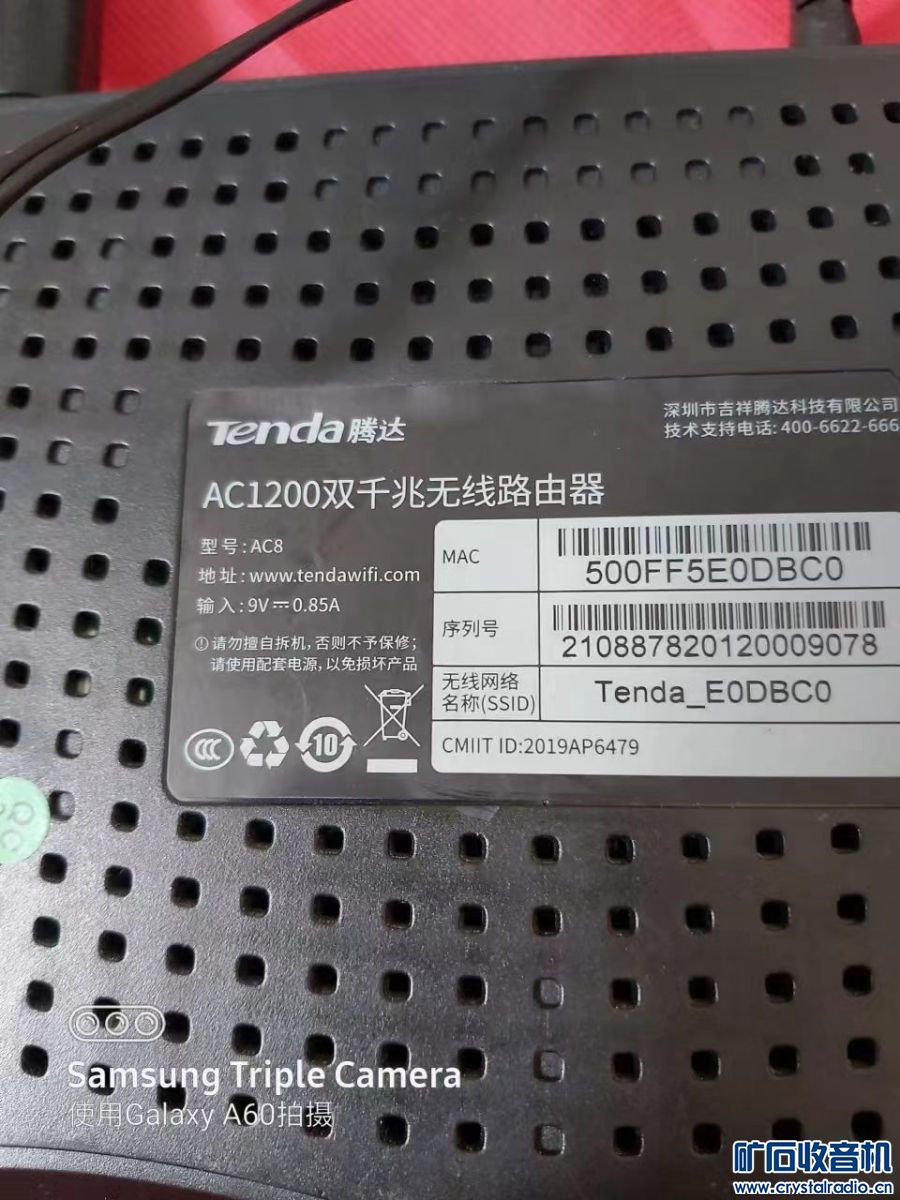 Tenda腾达
深圳市吉祥腾达科技有限公司
技术支持电话:400-6622-666
AC1200双千兆无线路由器
型号:AC8
地址:www.tendawifi.com
输入:9V⎓0.85A
①请勿擅自拆机,否则不予保修;
请使用配套电源,以免损坏产品
CCC
10
MAC
500FF5E0DBC0
序列号
210887820120009078
无线网络
名称(SSID)
Tenda_E0DBC0
CMIIT ID:2019AP6479
QC
Samsung Triple Camera
使用Galaxy A60拍摄
矿石收音机
www.crystalradio.cn